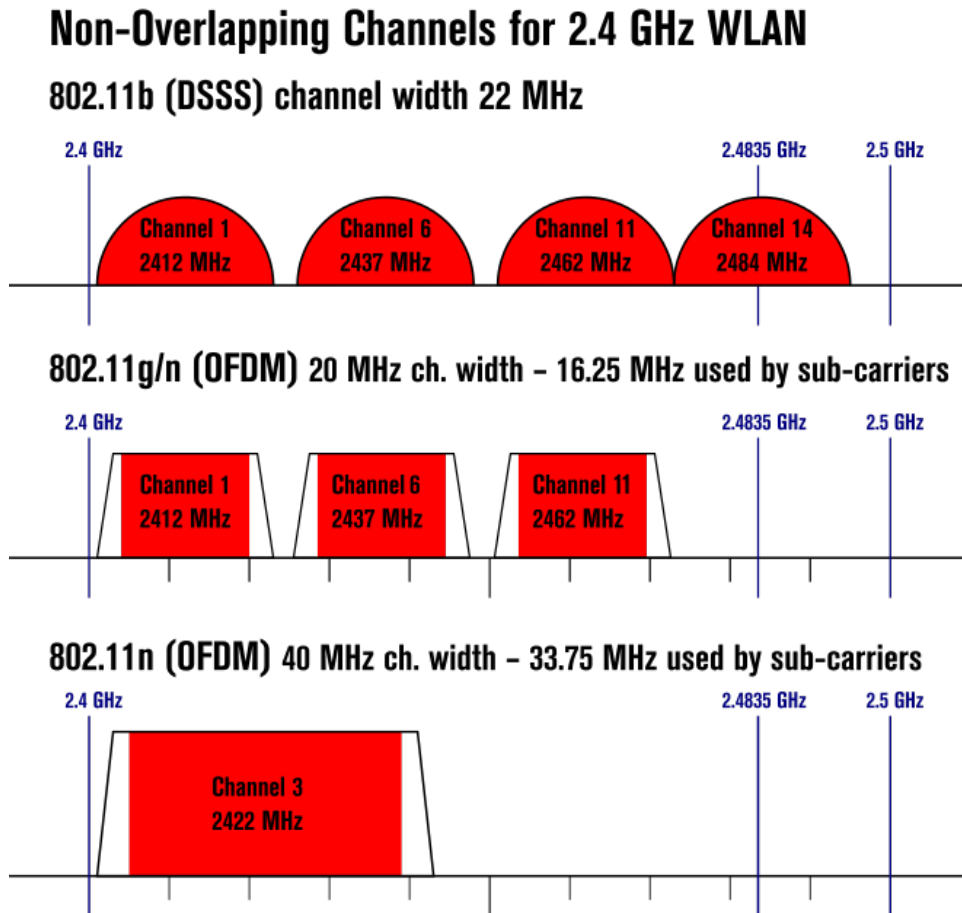 Non-Overlapping Channels for 2.4 GHz WLAN
802.11b (DSSS) channel width 22 MHz
2.4 GHz
2.4835 GHz
2.5 GHz
Channel 1
2412 MHz
Channel 6
2437 MHz
Channel 11
2462 MHz
Channel 14
2484 MHz
802.11g/n (OFDM) 20 MHz ch. width – 16.25 MHz used by sub-carriers
2.4 GHz
2.4835 GHz
2.5 GHz
Channel 1
2412 MHz
Channel 6
2437 MHz
Channel 11
2462 MHz
802.11n (OFDM) 40 MHz ch. width – 33.75 MHz used by sub-carriers
2.4 GHz
2.4835 GHz
2.5 GHz
Channel 3
2422 MHz